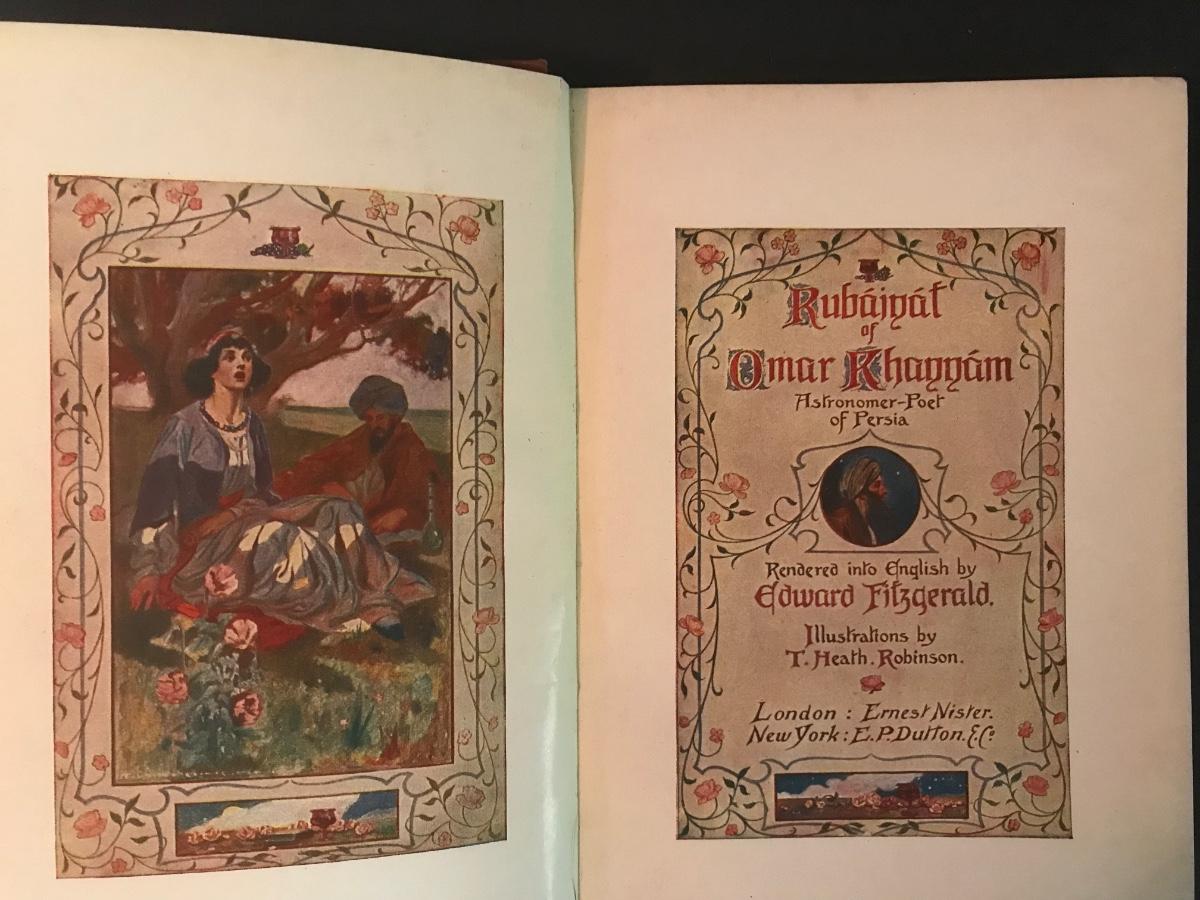 Rubáiyát
of
Omar Khayyám
Astronomer-Poet
of Persia
Rendered into English by
Edward Fitzgerald.
Illustrations by
T. Heath. Robinson.
London : Ernest Nister.
New York : E. P. Dutton. & Co